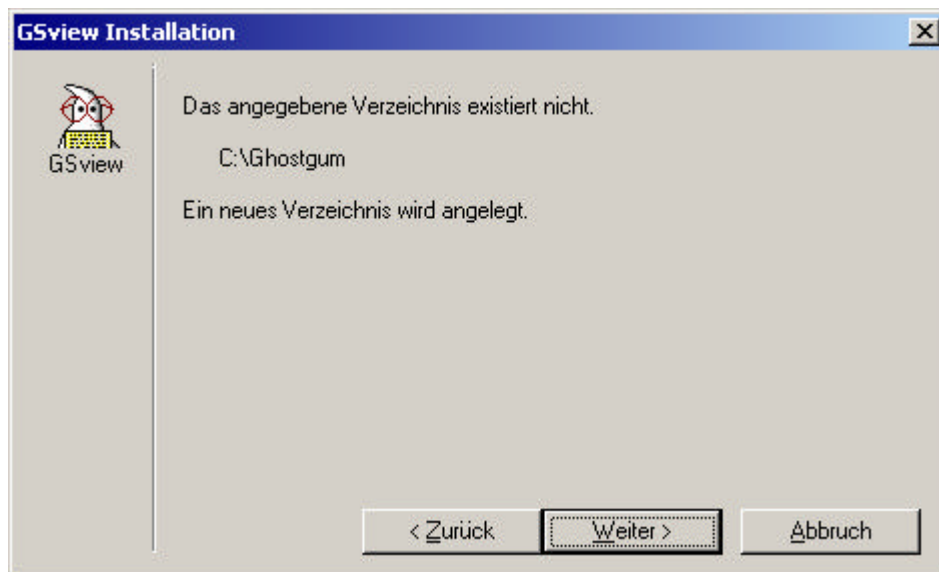 GSview Installation
GSview
Das angegebene Verzeichnis existiert nicht.
C:\Ghostgum
Ein neues Verzeichnis wird angelegt.
< Zurück
Weiter >
Abbruch